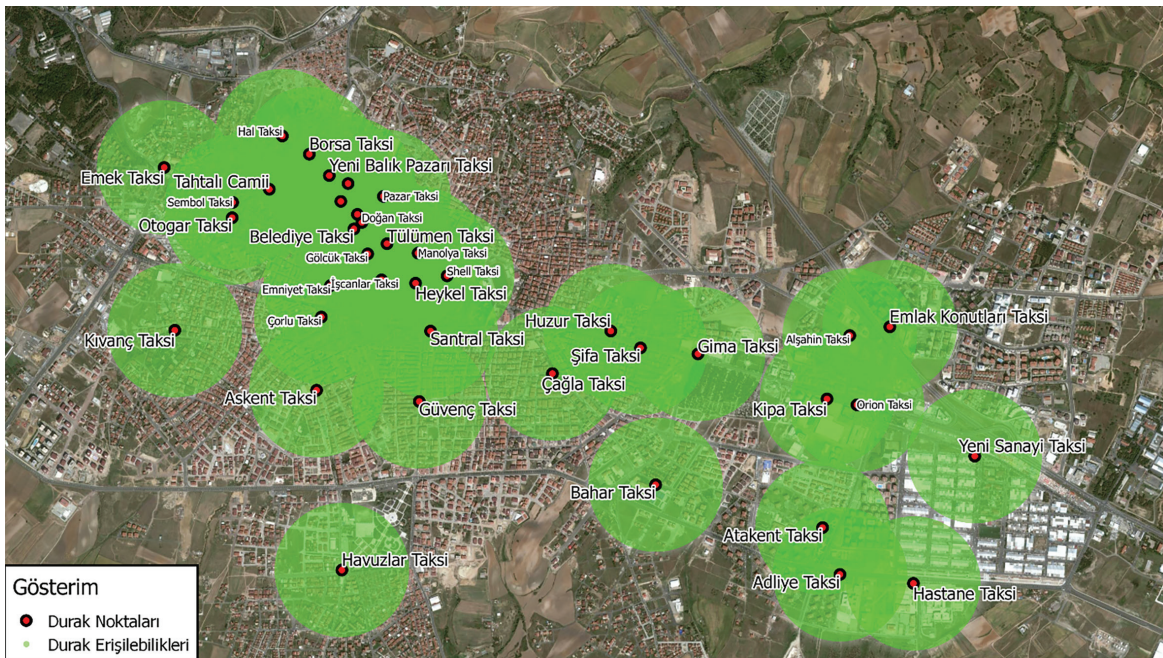 Hal Taksi
Borsa Taksi
Yeni Balık Pazarı Taksi
Emek Taksi
Tahtalı Camii
Pazar Taksi
Sembol Taksi
Otogar Taksi
Doğan Taksi
Belediye Taksi
Tülümen Taksi
Gölcük Taksi
Manolya Taksi
Shell Taksi
Emniyet Taksi
İşcanlar Taksi
Heykel Taksi
Çorlu Taksi
Kıvanç Taksi
Santral Taksi
Huzur Taksi
Şifa Taksi
Gima Taksi
Alşahin Taksi
Emlak Konutları Taksi
Çağla Taksi
Askent Taksi
Güvenç Taksi
Kipa Taksi
Orion Taksi
Yeni Sanayi Taksi
Bahar Taksi
Atakent Taksi
Havuzlar Taksi
Adliye Taksi
Hastane Taksi
Gösterim
Durak Noktaları
Durak Erişilebilikleri